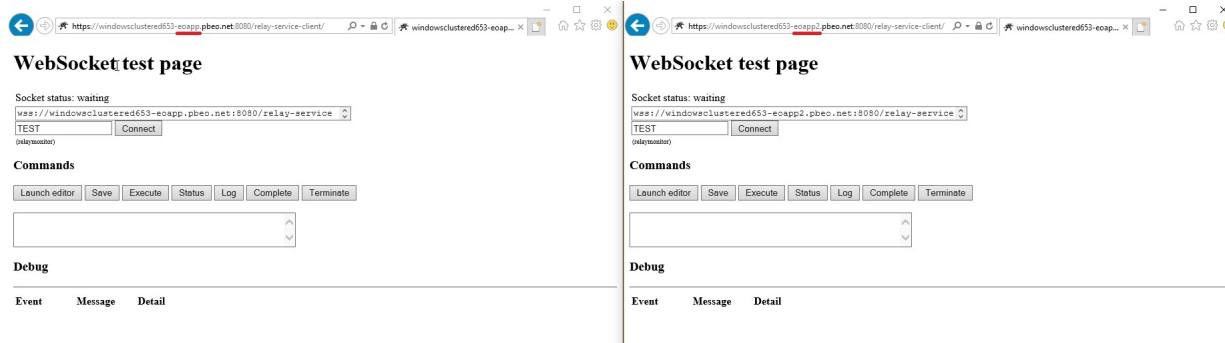 https://windowsclustered653-eoapp.pbeo.net:8080/relay-service-client/
windowsclustered653-eoap...
WebSocket test page
Socket status: waiting
wss://windowsclustered653-eoapp.pbeo.net:8080/relay-service
TEST
Connect
(relaymonitor)
Commands
Launch editor Save Execute Status Log Complete Terminate
Debug
Event Message Detail
https://windowsclustered653-eoapp2.pbeo.net:8080/relay-service-client/
windowsclustered653-eoap...
WebSocket test page
Socket status: waiting
wss://windowsclustered653-eoapp2.pbeo.net:8080/relay-service
TEST
Connect
(relaymonitor)
Commands
Launch editor Save Execute Status Log Complete Terminate
Debug
Event Message Detail